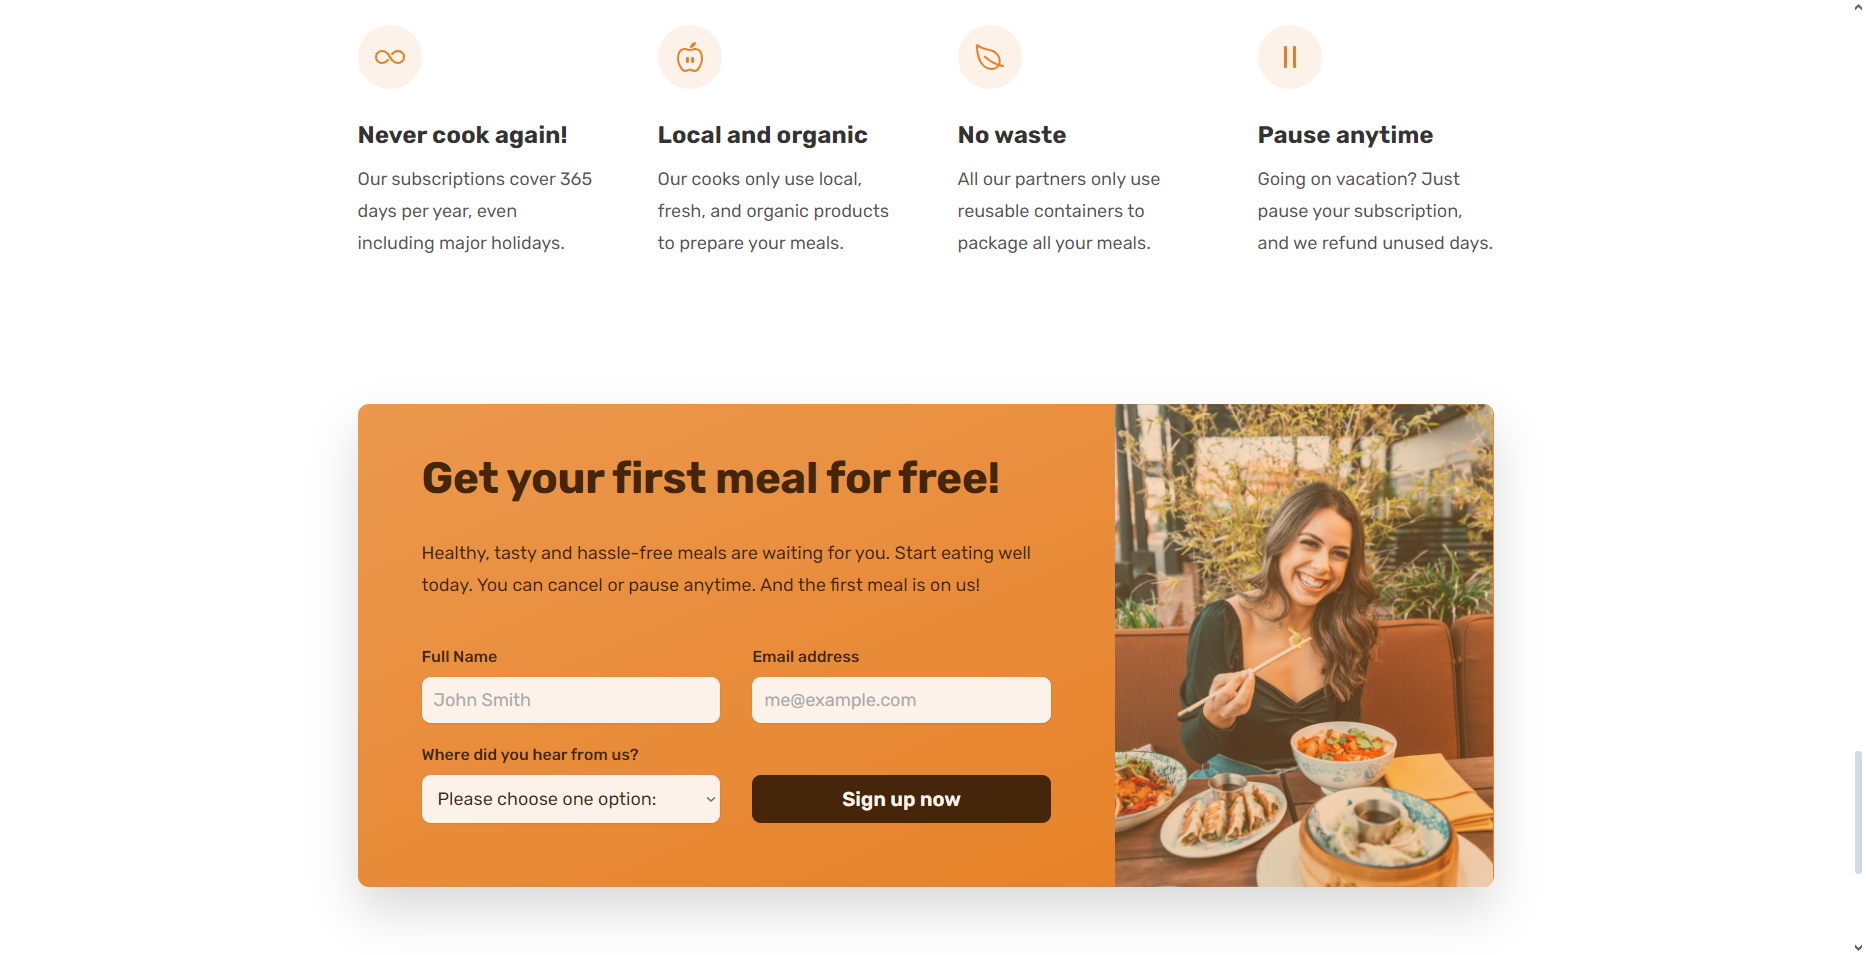 Never cook again!
Our subscriptions cover 365
days per year, even
including major holidays.
Local and organic
Our cooks only use local,
fresh, and organic products
to prepare your meals.
No waste
All our partners only use
reusable containers to
package all your meals.
Pause anytime
Going on vacation? Just
pause your subscription,
and we refund unused days.
Get your first meal for free!
Healthy, tasty and hassle-free meals are waiting for you. Start eating well
today. You can cancel or pause anytime. And the first meal is on us!
Full Name
John Smith
Email address
me@example.com
Where did you hear from us?
Please choose one option:
Sign up now